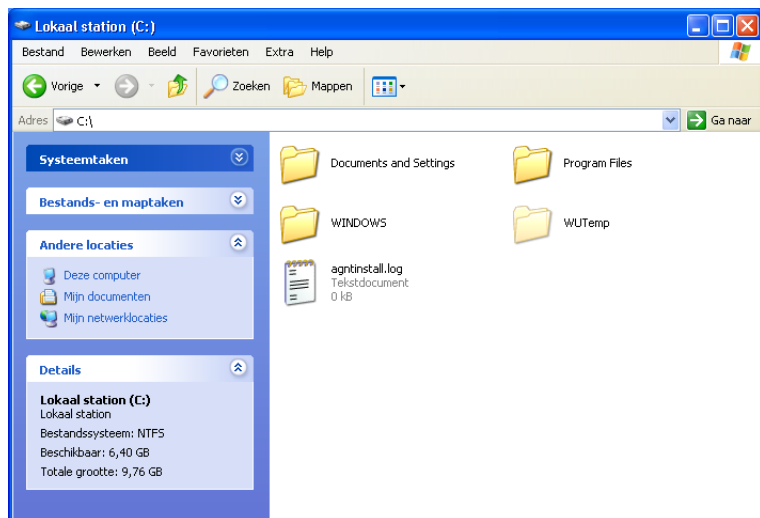 Lokaal station (C:)
Bestand Bewerken Beeld Favorieten Extra Help
Vorige Zoeken Mappen
Adres C:\ Ga naar
Systeemtaken
Bestands- en maptaken
Andere locaties
Deze computer
Mijn documenten
Mijn netwerklocaties
Details
Lokaal station (C:)
Lokaal station
Bestandssysteem: NTFS
Beschikbaar: 6,40 GB
Totale grootte: 9,76 GB
Documents and Settings
Program Files
WINDOWS
WUTemp
agntinstall.log
Tekstdocument
0 kB